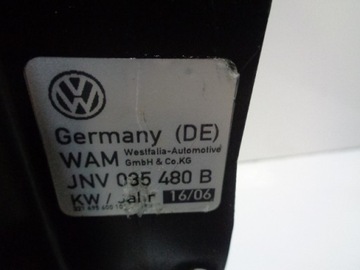 Germany (DE)
WAM Westfalia-Automotive
GmbH & Co.KG
JNV 035 480 B
KW / Jahr 16/06